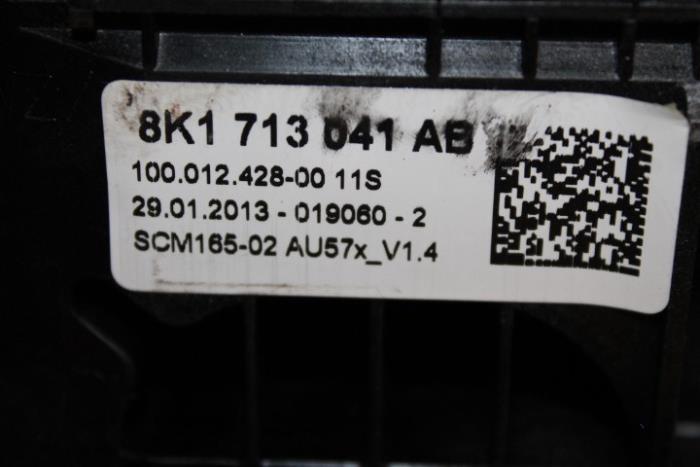 8K1 713 041 AB
100.012.428-00 11S
29.01.2013 - 019060 - 2
SCM165-02 AU57x_V1.4